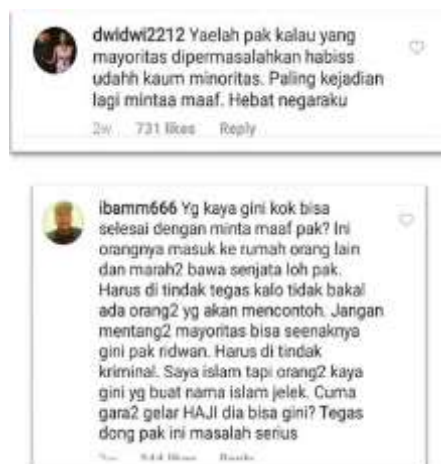 dwidwi2212 Yaelah pak kalau yang
mayoritas dipermasalahkan habiss
udahh kaum minoritas. Paling kejadian
lagi mintaa maaf. Hebat negaraku
2w 731 likes Reply
ibamm666 Yg kaya gini kok bisa
selesai dengan minta maaf pak? Ini
orangnya masuk ke rumah orang lain
dan marah2 bawa senjata loh pak.
Harus di tindak tegas kalo tidak bakal
ada orang2 yg akan mencontoh. Jangan
mentang2 mayoritas bisa seenaknya
gini pak ridwan. Harus di tindak
kriminal. Saya islam tapi orang2 kaya
gini yg buat nama islam jelek. Cuma
gara2 gelar HAJI dia bisa gini? Tegas
dong pak ini masalah serius